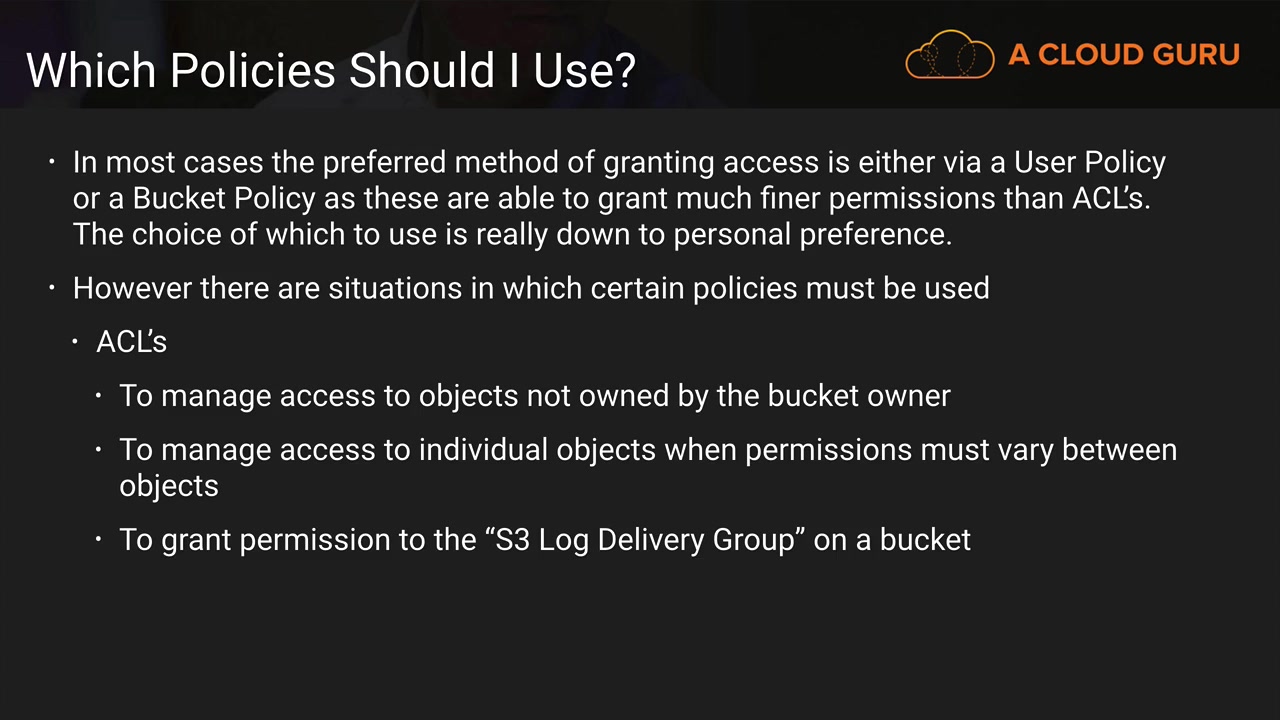 Which Policies Should I Use?
A CLOUD GURU
• In most cases the preferred method of granting access is either via a User Policy
or a Bucket Policy as these are able to grant much finer permissions than ACL’s.
The choice of which to use is really down to personal preference.
• However there are situations in which certain policies must be used
• ACL’s
• To manage access to objects not owned by the bucket owner
• To manage access to individual objects when permissions must vary between
objects
• To grant permission to the “S3 Log Delivery Group” on a bucket